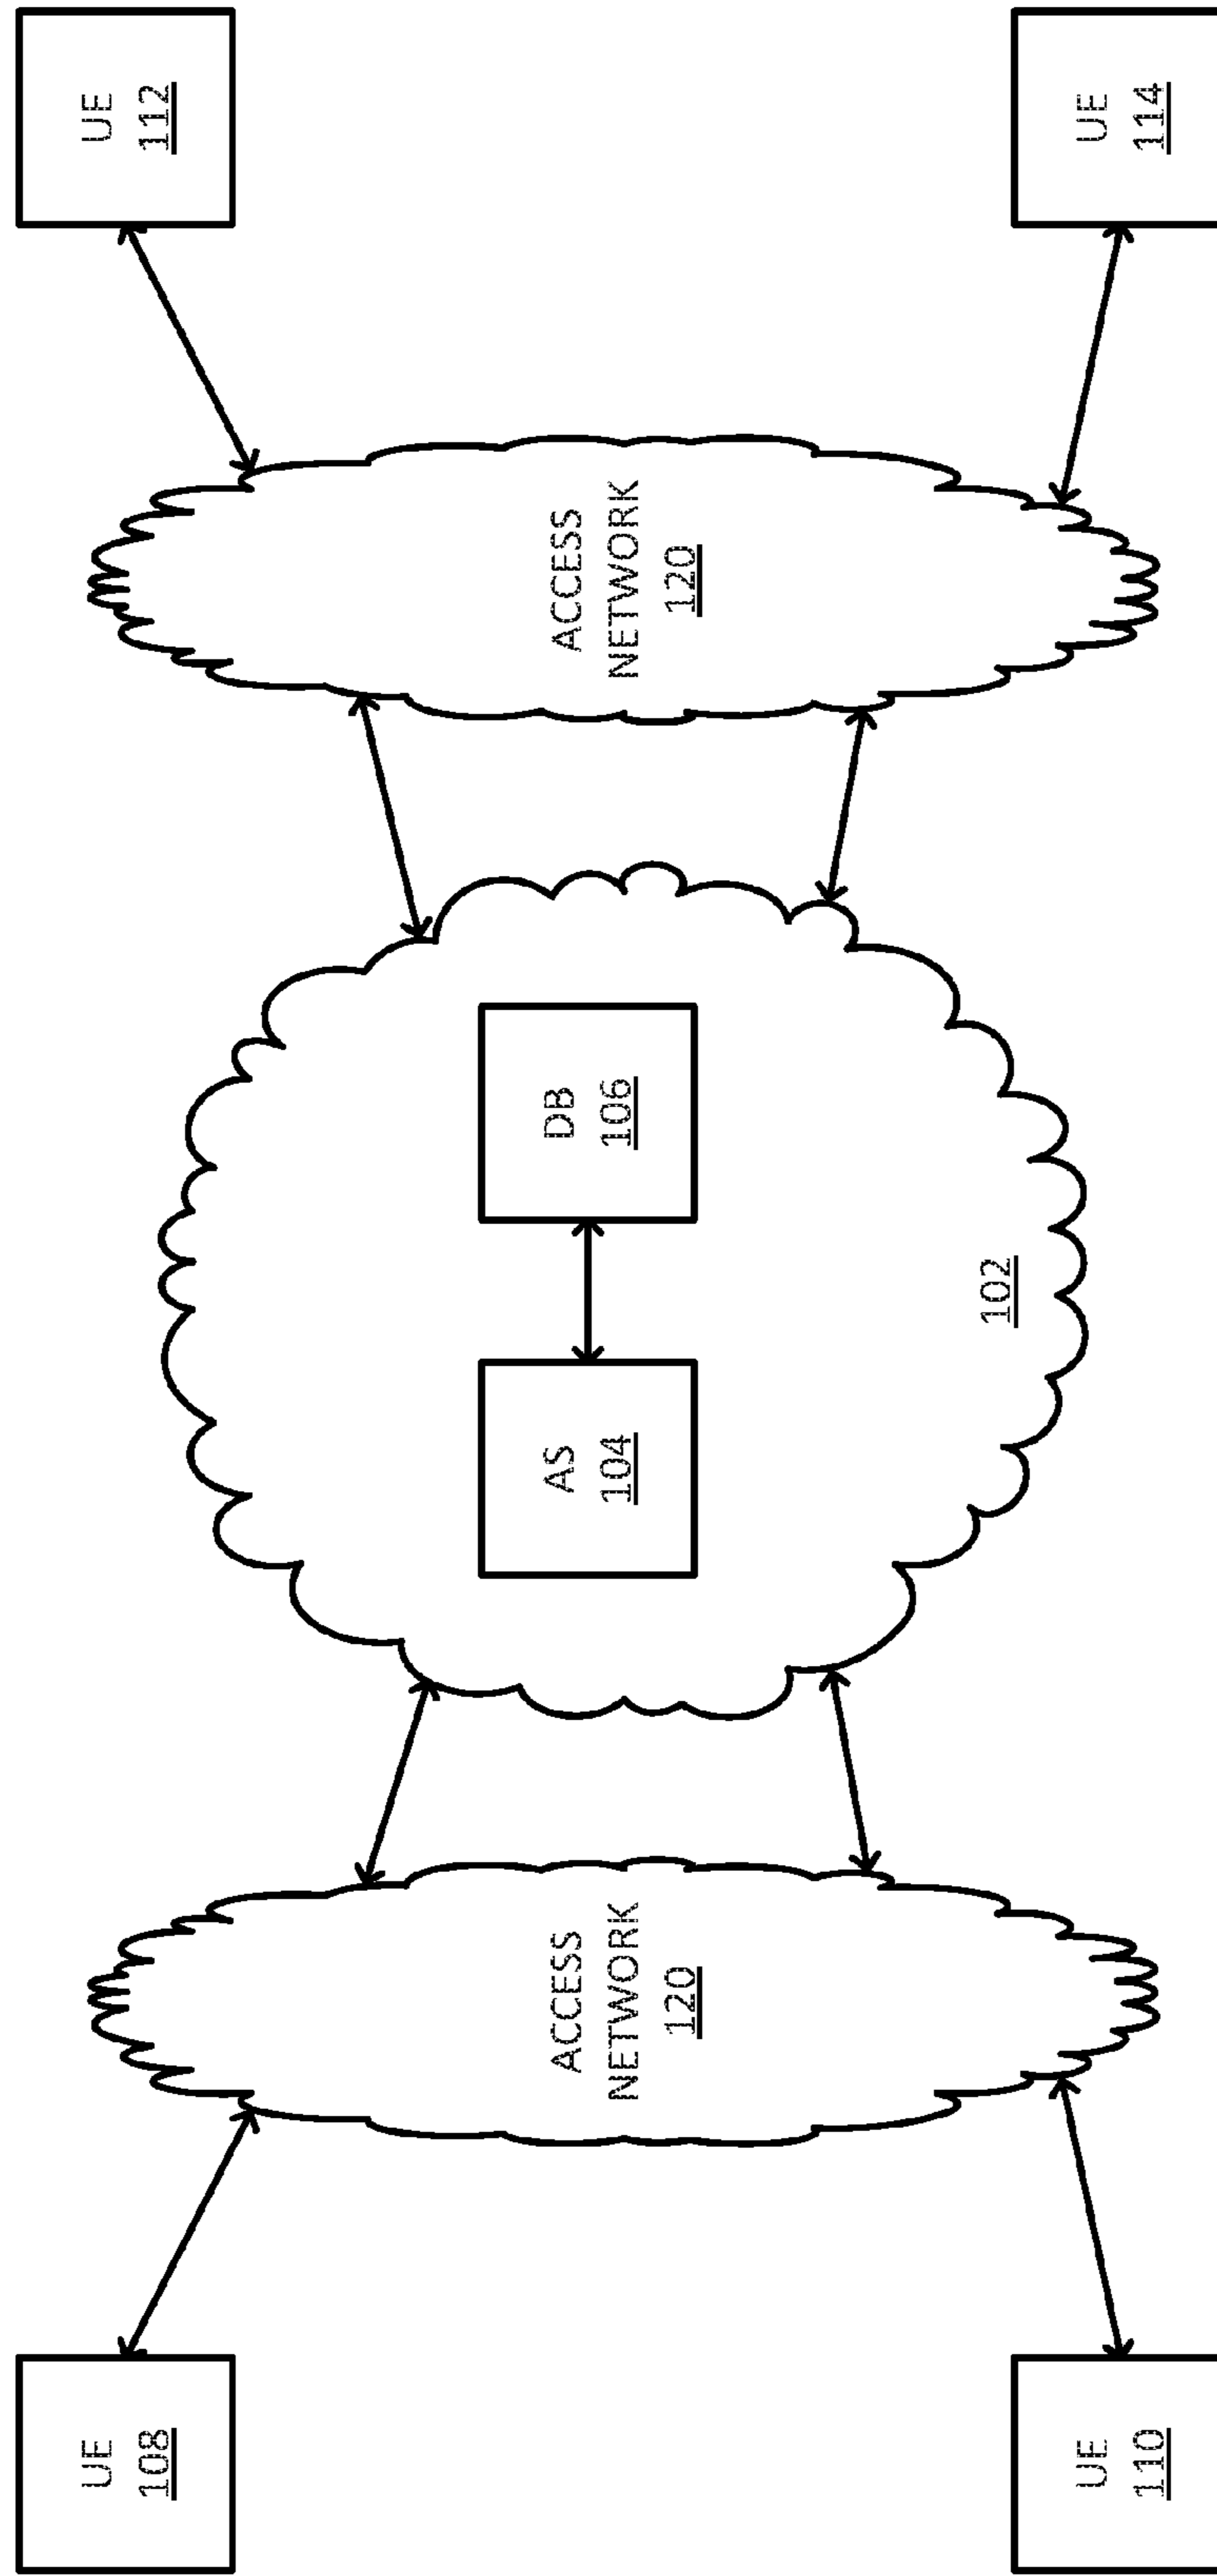 UE
108
UE
110
ACCESS
NETWORK
120
AS
104
DB
106
102
ACCESS
NETWORK
120
UE
112
UE
114